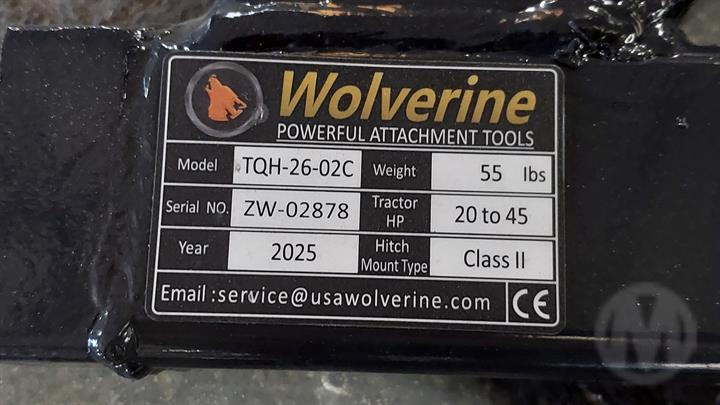 Wolverine
POWERFUL ATTACHMENT TOOLS
Model TQH-26-02C Weight 55 lbs
Serial NO. ZW-02878 Tractor HP 20 to 45
Year 2025 Hitch Mount Type Class II
Email :service@usawolverine.com CE
M